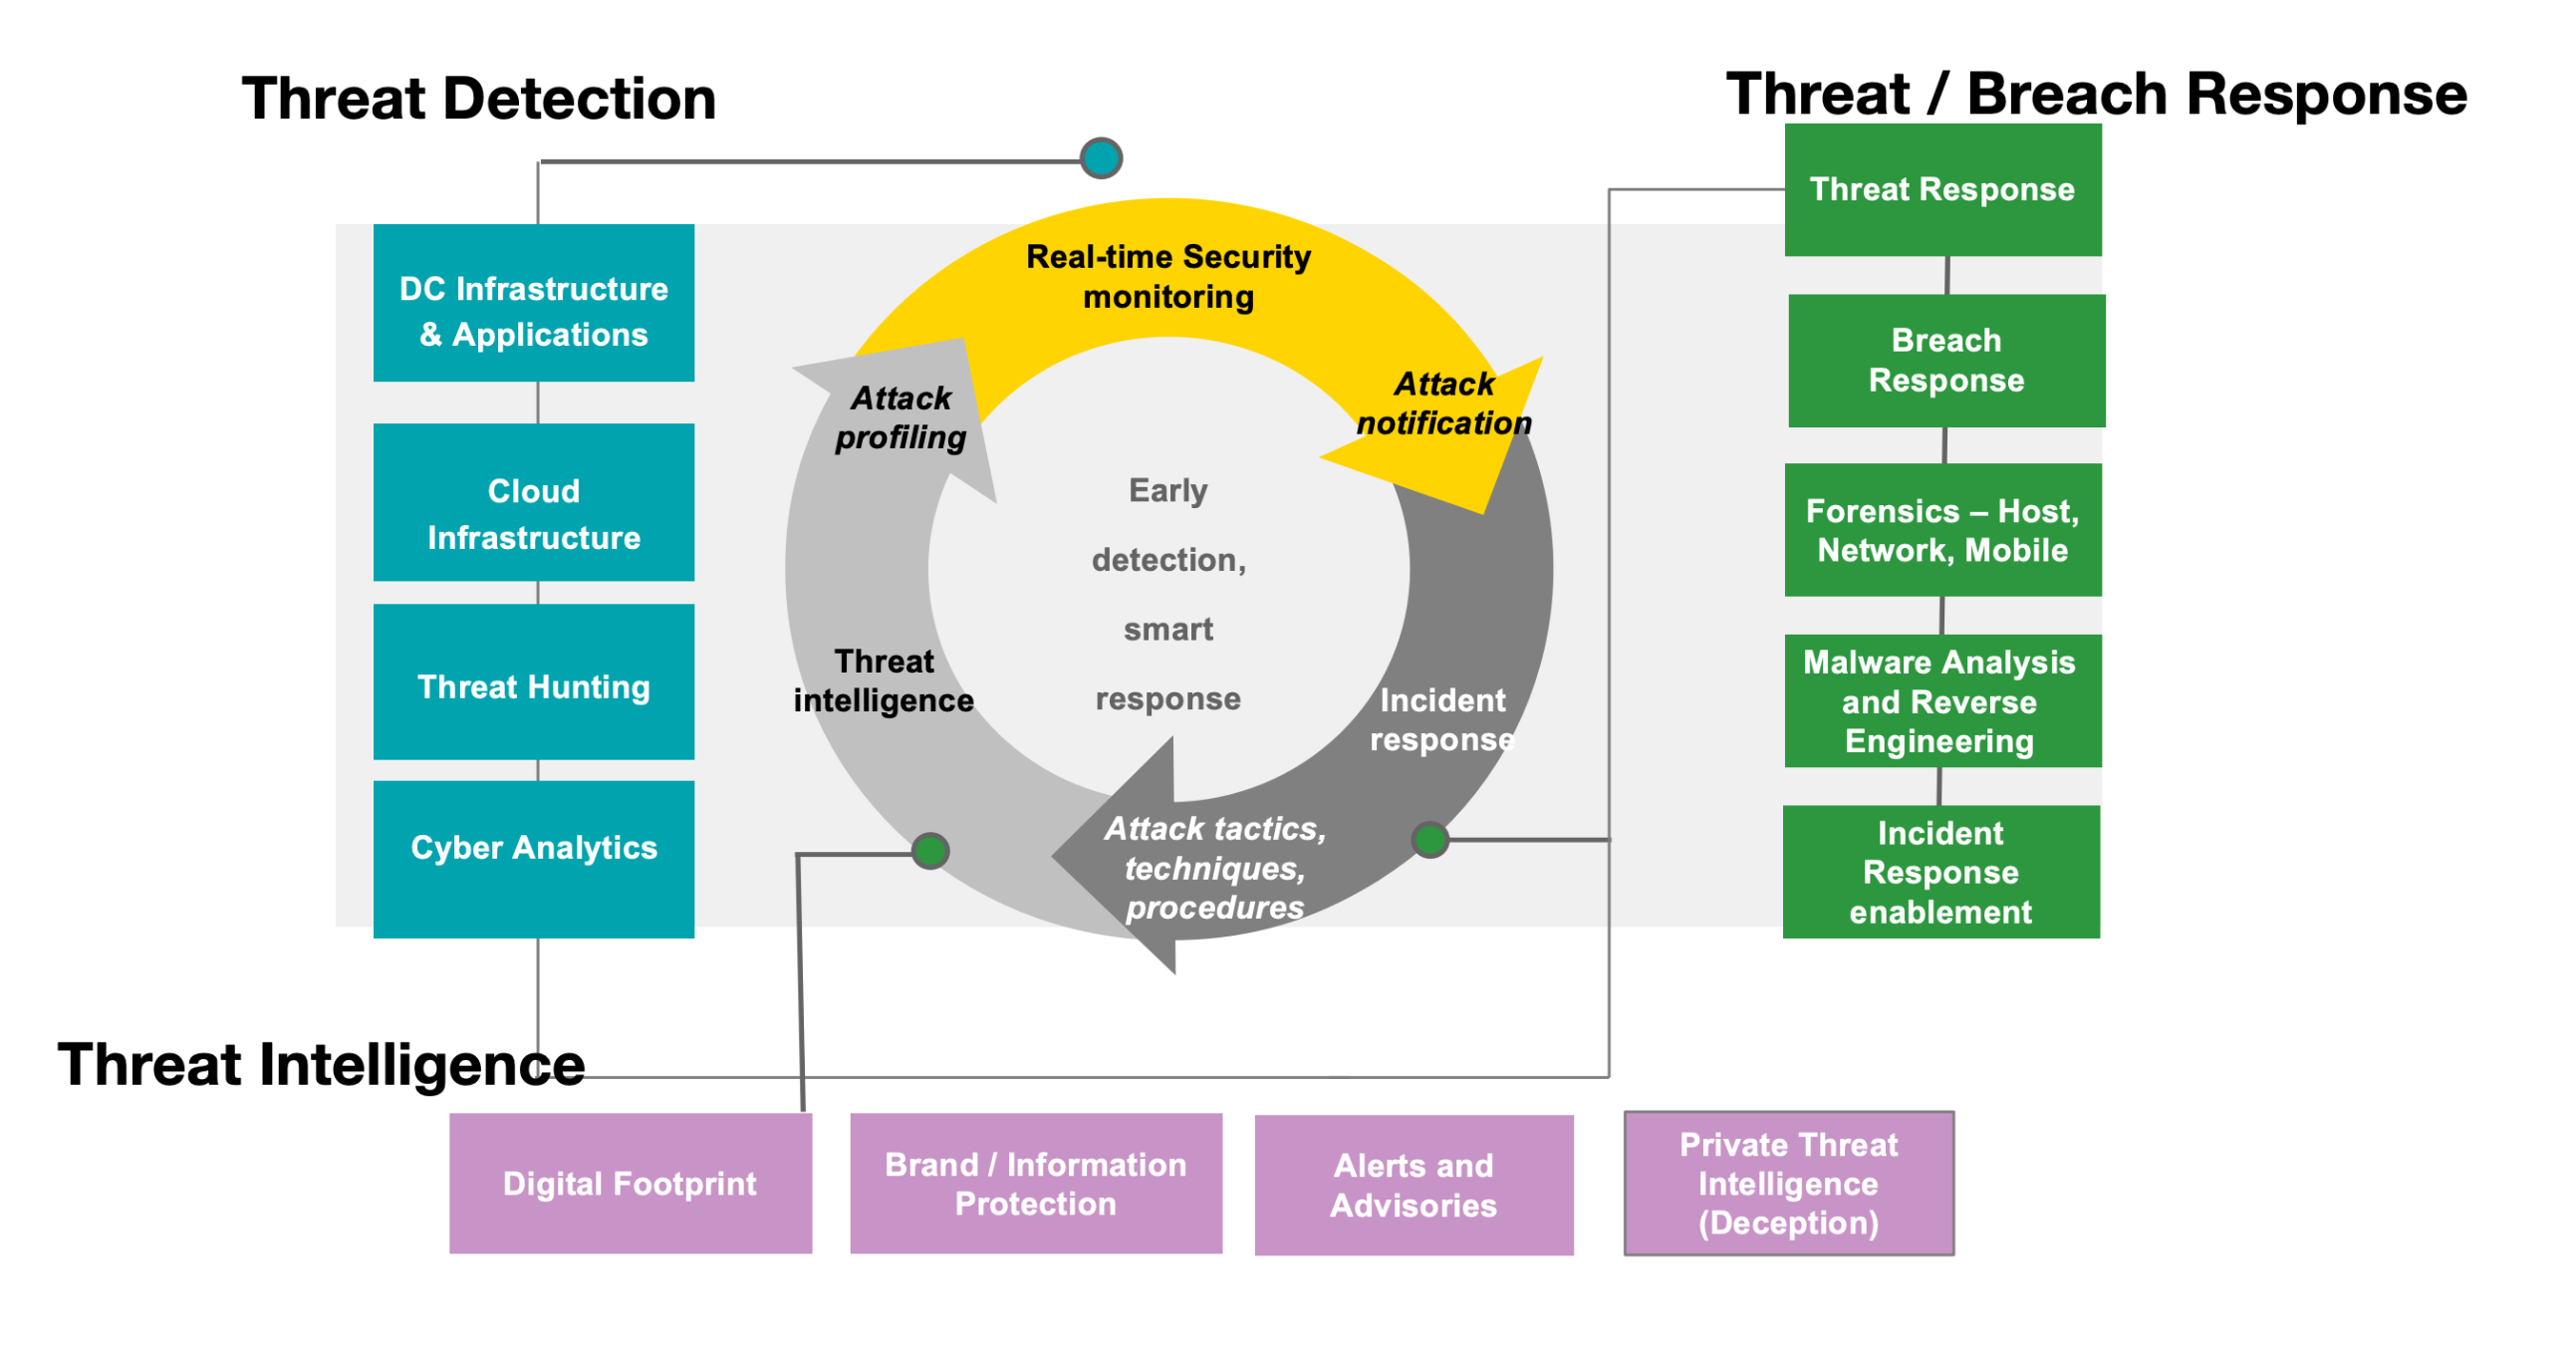 Threat Detection
Threat / Breach Response
DC Infrastructure
& Applications
Cloud
Infrastructure
Threat Hunting
Cyber Analytics
Real-time Security
monitoring
Attack
notification
Attack
profiling
Early
detection,
smart
response
Threat
intelligence
Incident
response
Attack tactics,
techniques,
procedures
Threat Response
Breach
Response
Forensics – Host,
Network, Mobile
Malware Analysis
and Reverse
Engineering
Incident
Response
enablement
Threat Intelligence
Digital Footprint
Brand / Information
Protection
Alerts and
Advisories
Private Threat
Intelligence
(Deception)